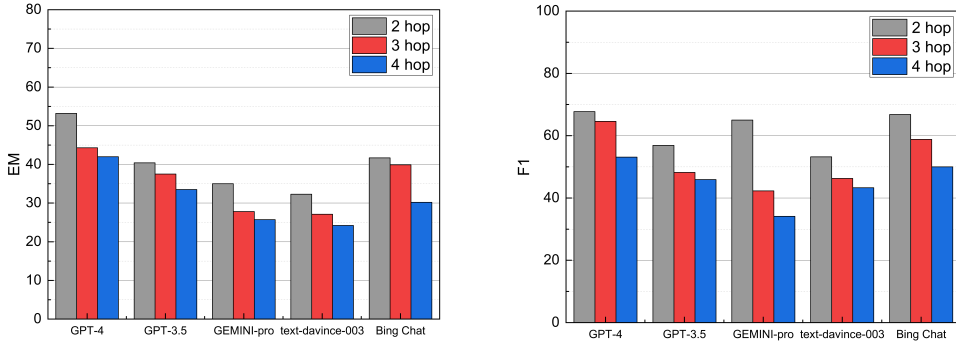 80
70
60
50
40
30
20
10
0
EM
2 hop
3 hop
4 hop
GPT-4 GPT-3.5 GEMINI-pro text-davince-003 Bing Chat
100
80
60
40
20
0
F1
2 hop
3 hop
4 hop
GPT-4 GPT-3.5 GEMINI-pro text-davince-003 Bing Chat